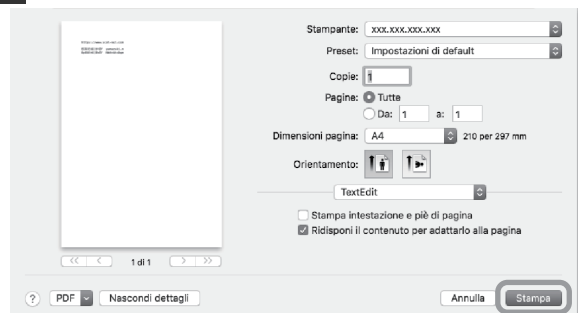 Stampante: xxx.xxx.xxx.xxx
Preset: Impostazioni di default
Copie: 1
Pagine: Tutte
Da: 1 a: 1
Dimensioni pagina: A4 210 per 297 mm
Orientamento:
TextEdit
Stampa intestazione e piè di pagina
Ridisponi il contenuto per adattarlo alla pagina
1 di 1
? PDF Nascondi dettagli Annulla Stampa